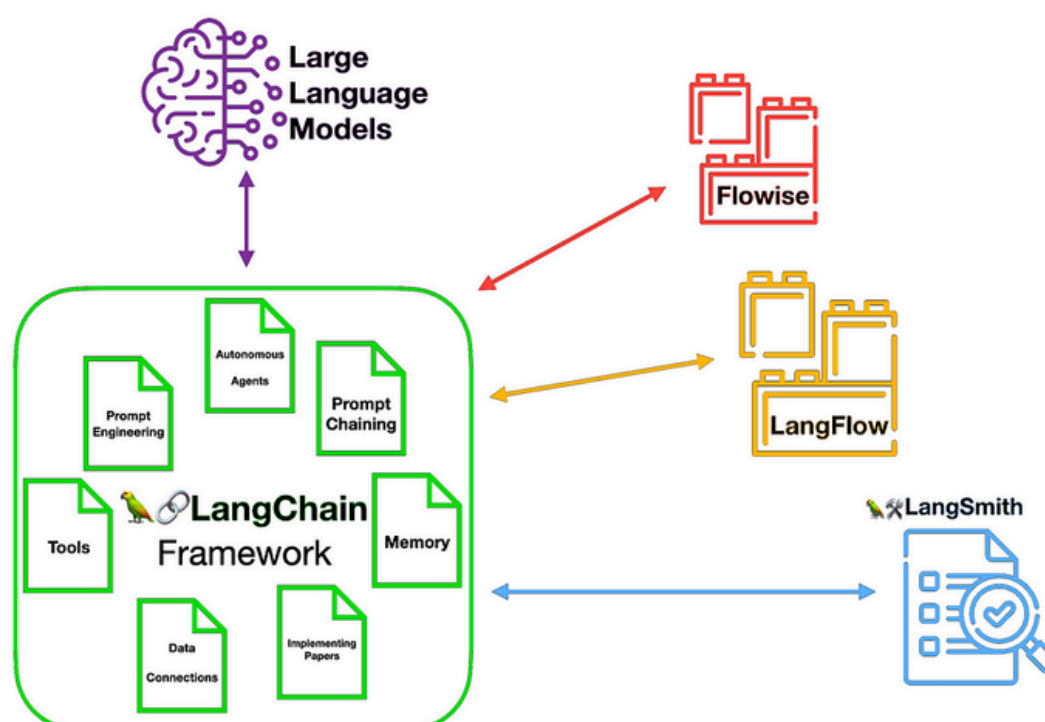 Large
Language
Models
Flowise
LangFlow
LangSmith
Autonomous
Agents
Prompt
Engineering
Prompt
Chaining
Tools
LangChain
Framework
Memory
Data
Connections
Implementing
Papers